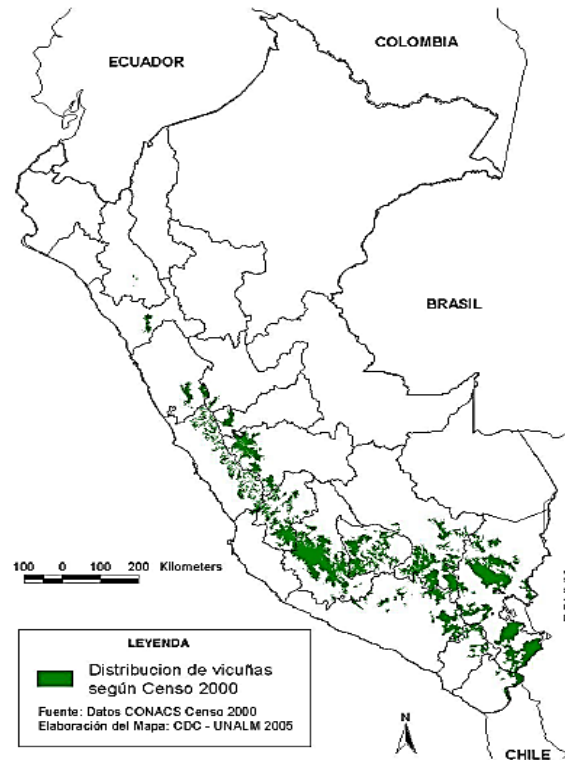 COLOMBIA
ECUADOR
BRASIL
100 0 100 200 Kilometers
LEYENDA
Distribucion de vicuñas
según Censo 2000
Fuente: Datos CONACS Censo 2000
Elaboración del Mapa: CDC - UNALM 2005
N
CHILE